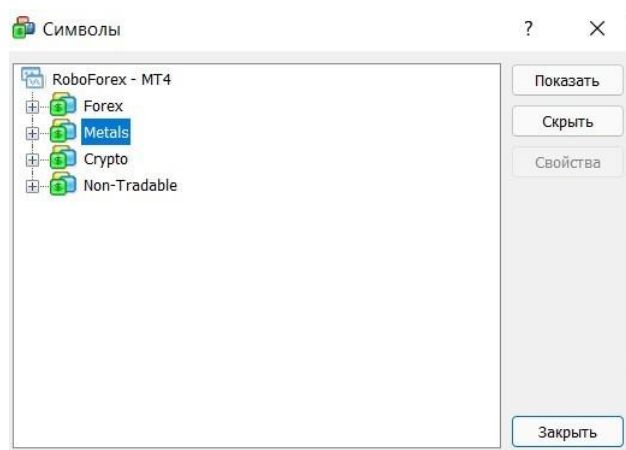 Символы
RoboForex - MT4
Forex
Metals
Crypto
Non-Tradable
Показать
Скрыть
Свойства
Закрыть